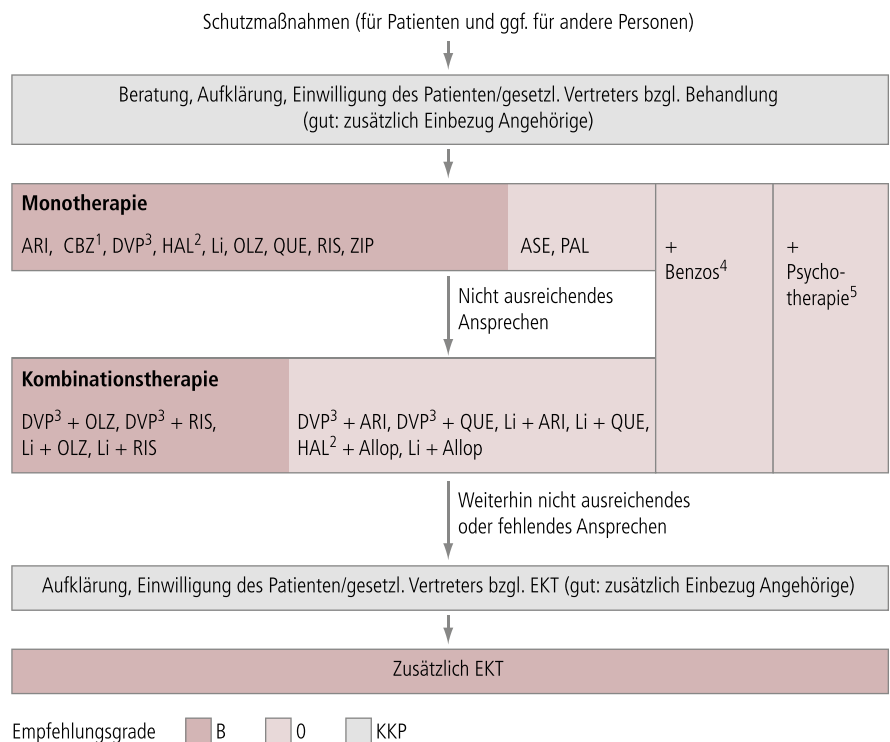 Schutzmaßnahmen (für Patienten und ggf. für andere Personen)
Beratung, Aufklärung, Einwilligung des Patienten/gesetzl. Vertreters bzgl. Behandlung
(gut: zusätzlich Einbezug Angehörige)
Monotherapie
ARI, CBZ¹, DVP³, HAL², Li, OLZ, QUE, RIS, ZIP
ASE, PAL
+
Benzos⁴
+
Psycho-
therapie⁵
Nicht ausreichendes
Ansprechen
Kombinationstherapie
DVP³ + OLZ, DVP³ + RIS,
Li + OLZ, Li + RIS
DVP³ + ARI, DVP³ + QUE, Li + ARI, Li + QUE,
HAL² + Allop, Li + Allop
Weiterhin nicht ausreichendes
oder fehlendes Ansprechen
Aufklärung, Einwilligung des Patienten/gesetzl. Vertreters bzgl. EKT (gut: zusätzlich Einbezug Angehörige)
Zusätzlich EKT
Empfehlungsgrade B 0 KKP